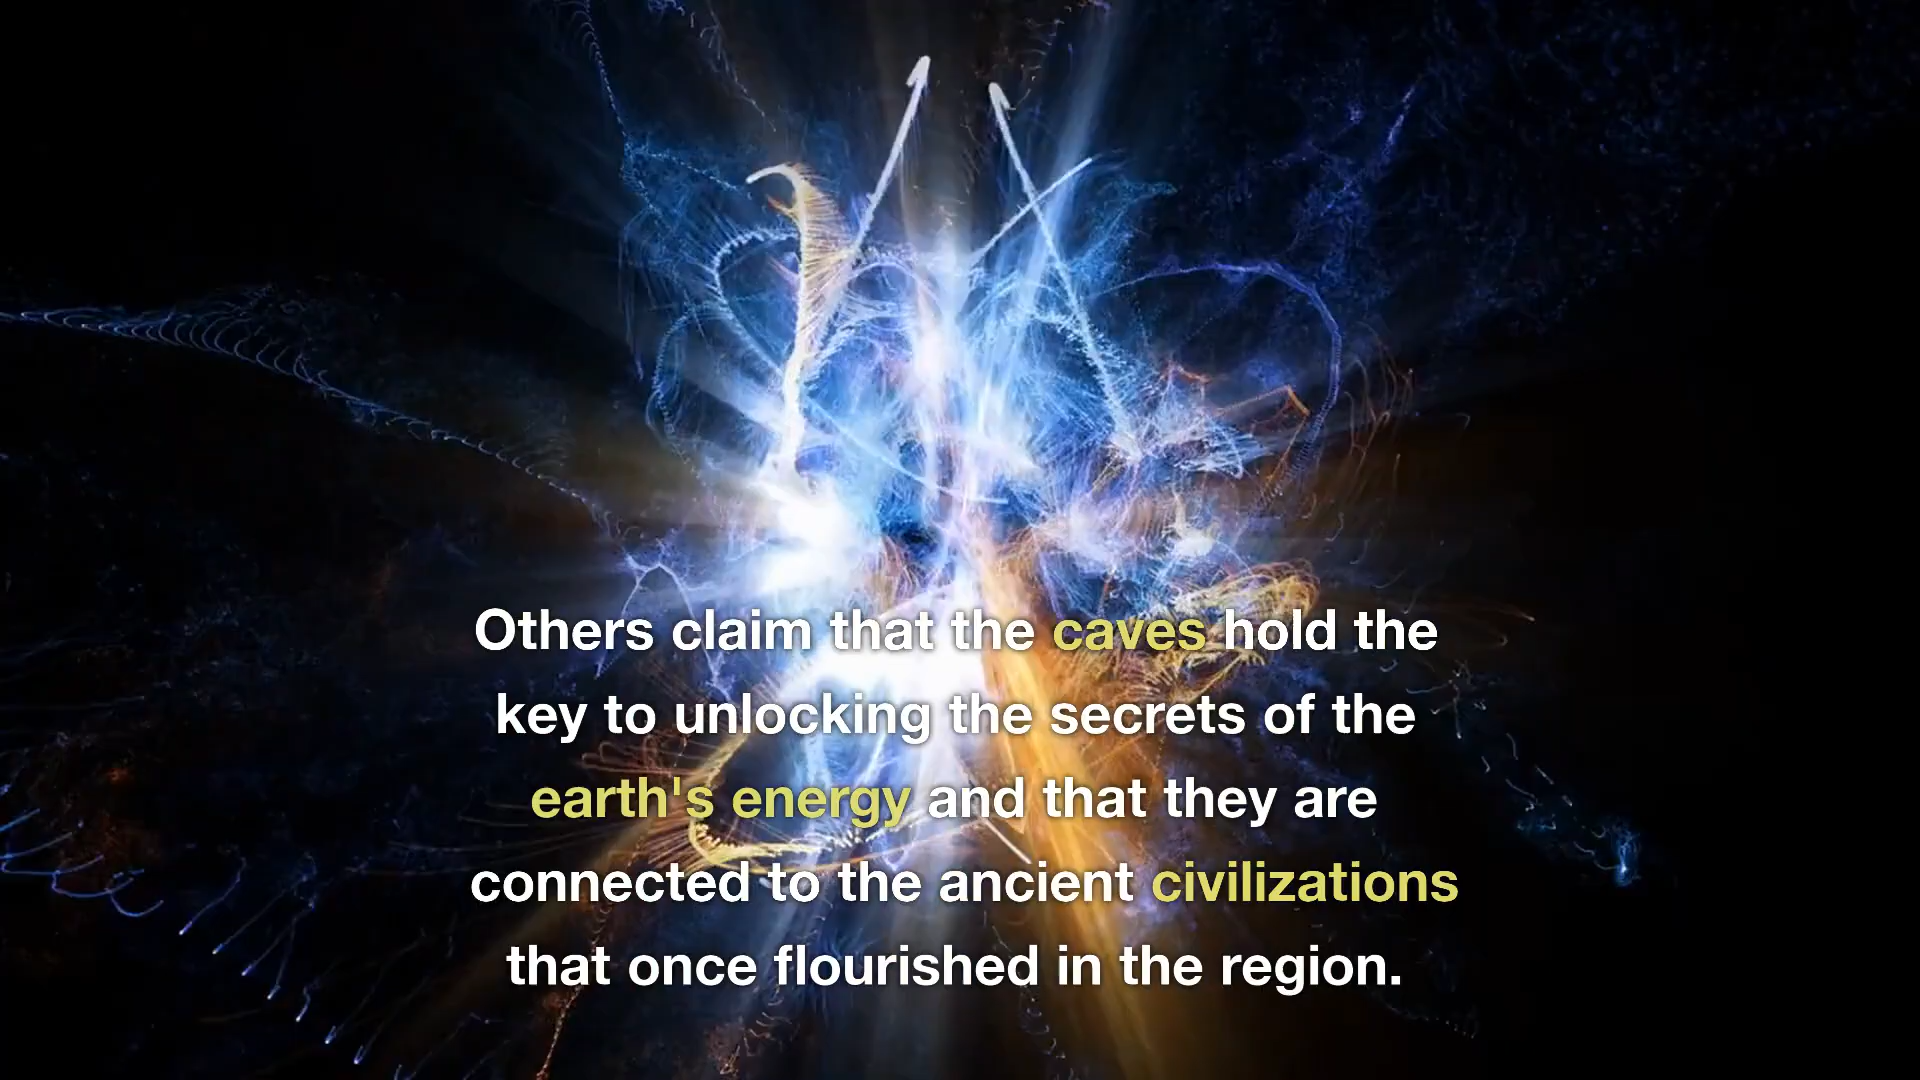 Others claim that the caves hold the
key to unlocking the secrets of the
earth's energy and that they are
connected to the ancient civilizations
that once flourished in the region.